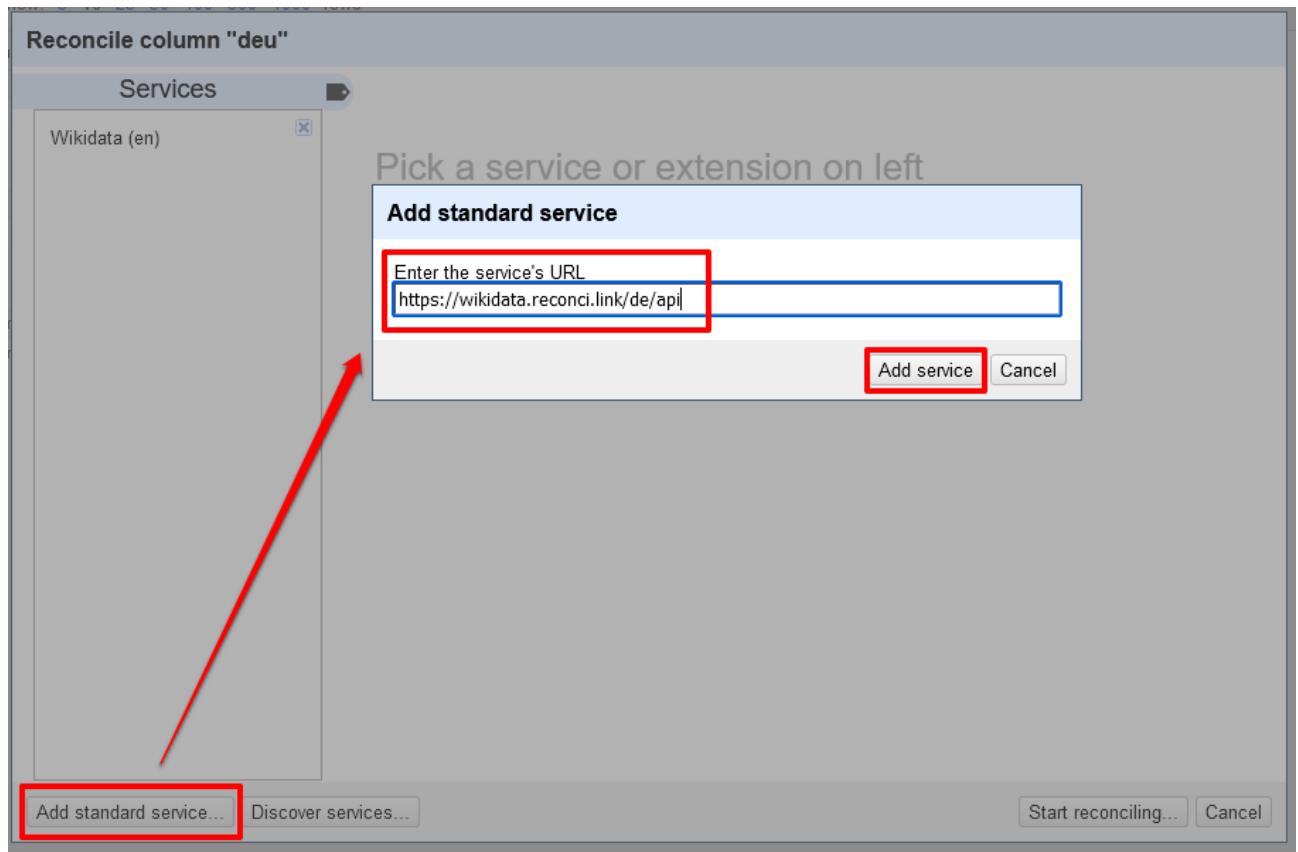 Reconcile column "deu"
Services
Wikidata (en)
Pick a service or extension on left
Add standard service
Enter the service's URL
https://wikidata.reconci.link/de/api
Add service Cancel
Add standard service... Discover services... Start reconciling... Cancel